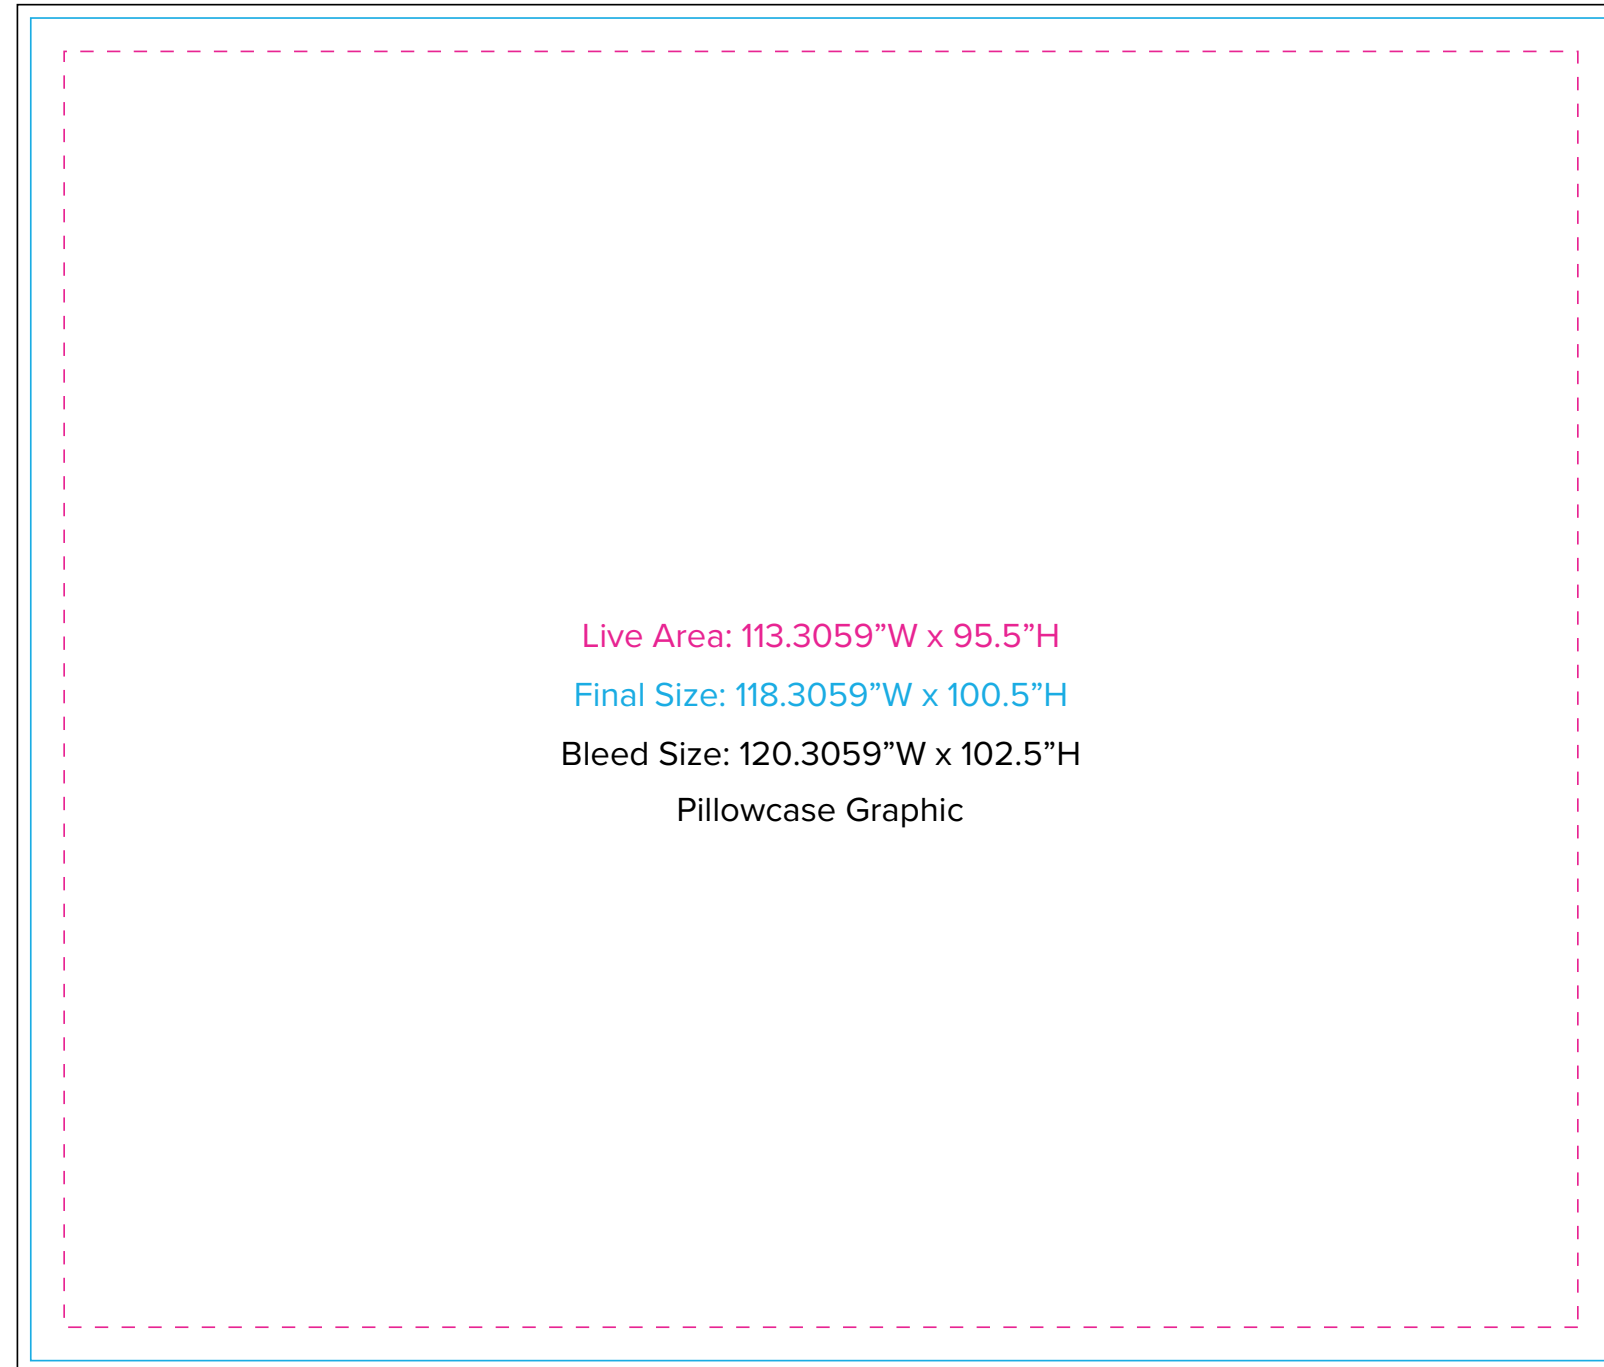 Live Area: 113.3059”W x 95.5”H
Final Size: 118.3059”W x 100.5”H
Bleed Size: 120.3059”W x 102.5”H
Pillowcase Graphic